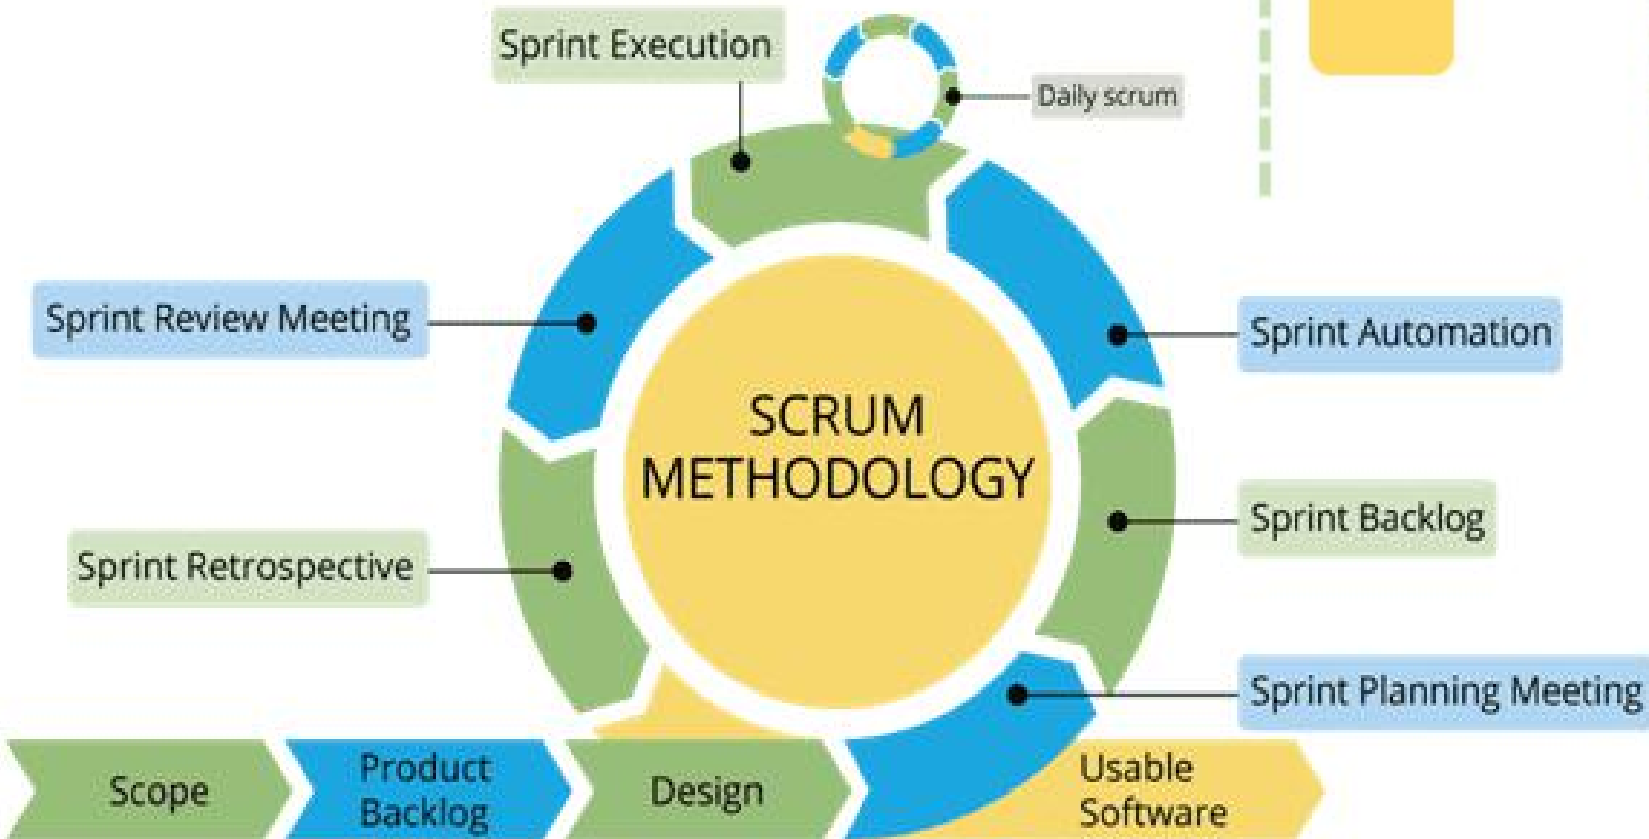 Sprint Execution
Daily scrum
Sprint Review Meeting
Sprint Automation
SCRUM
METHODOLOGY
Sprint Backlog
Sprint Retrospective
Sprint Planning Meeting
Scope
Product
Backlog
Design
Usable
Software